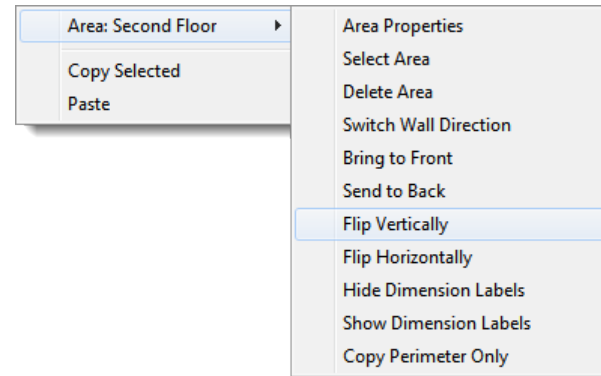 Area: Second Floor
Copy Selected
Paste
Area Properties
Select Area
Delete Area
Switch Wall Direction
Bring to Front
Send to Back
Flip Vertically
Flip Horizontally
Hide Dimension Labels
Show Dimension Labels
Copy Perimeter Only